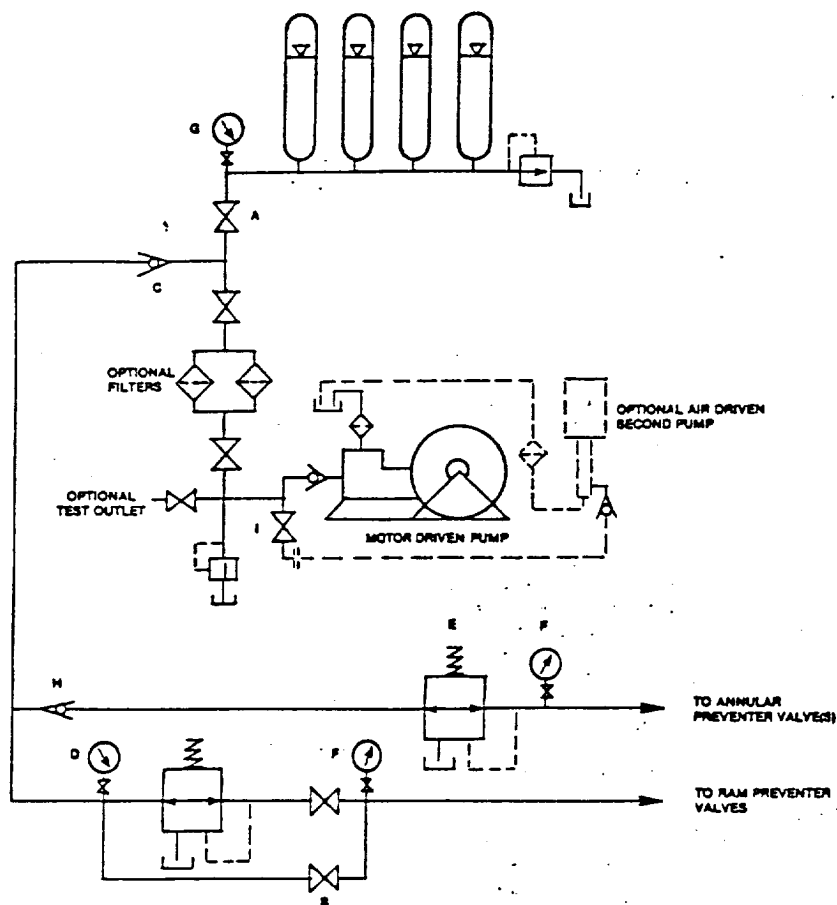 G
A
C
OPTIONAL
FILTERS
OPTIONAL AIR DRIVEN
SECOND PUMP
OPTIONAL
TEST OUTLET
I
MOTOR DRIVEN PUMP
E
F
H
TO ANNULAR
PREVENTER VALVE(S)
D
F
TO RAM PREVENTER
VALVES